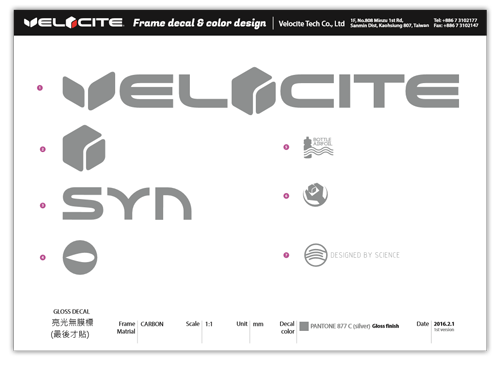 VELOCITE Frame decal & color design Velocite Tech Co., Ltd
1F, No.808 Minzu 1st Rd,
Sanmin Dist, Kaohsiung 807, Taiwan
Tel: +886 7 3102177
Fax: +886 7 3102147
1 VELOCITE
2
3 SYN
4
5 BOTTLE
AIRFOIL
6
7 DESIGNED BY SCIENCE
GLOSS DECAL
亮光無膜標
(最後才貼)
Frame
Matrial
CARBON
Scale 1:1
Unit mm
Decal
color
PANTONE 877 C (silver) Gloss finish
Date 2016.2.1
1st version